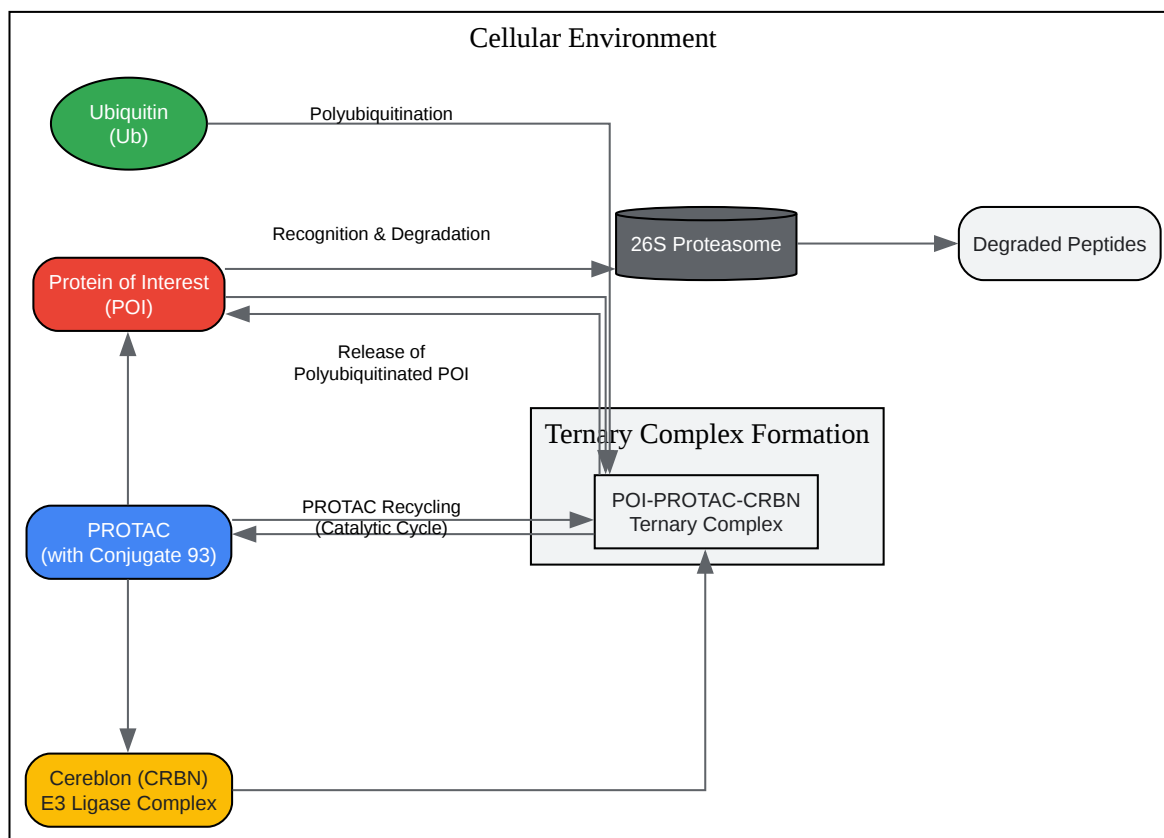 Cellular Environment
Ubiquitin
(Ub)
Polyubiquitination
Recognition & Degradation
26S Proteasome
Degraded Peptides
Protein of Interest
(POI)
Release of
Polyubiquitinated POI
Ternary Complex Formation
POI-PROTAC-CRBN
Ternary Complex
PROTAC Recycling
(Catalytic Cycle)
PROTAC
(with Conjugate 93)
Cereblon (CRBN)
E3 Ligase Complex